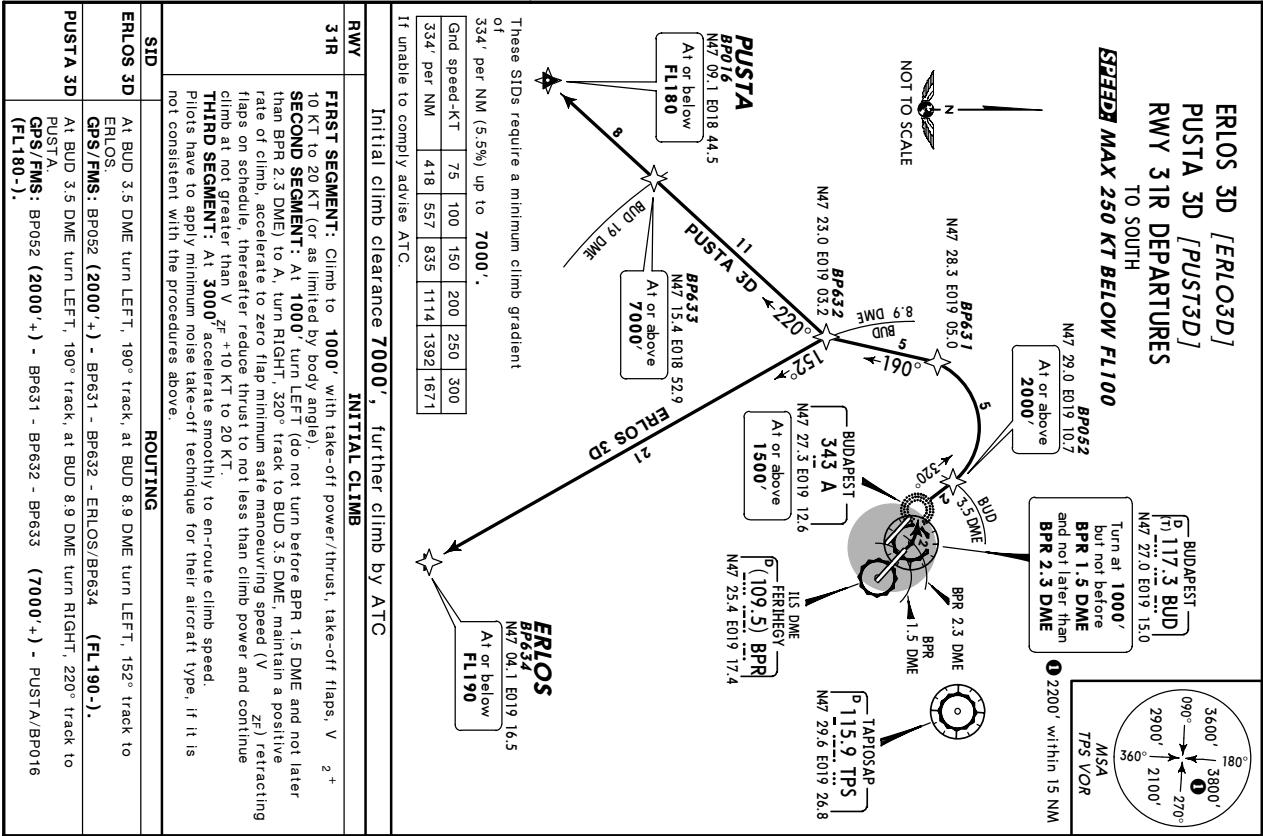 ERLOS 3D [ERLO3D]
PUSTA 3D [PUST3D]
RWY 31R DEPARTURES
TO SOUTH
SPEED: MAX 250 KT BELOW FL100
MSA
TPS VOR
3600'
180°
3800'
090°
270°
2900'
360°
2100'
1
1 2200' within 15 NM
N
NOT TO SCALE
BUDAPEST
D
(T) 117.3 BUD
N47 27.0 E019 15.0
Turn at 1000'
but not before
BPR 1.5 DME
and not later than
BPR 2.3 DME
BP052
N47 29.0 E019 10.7
At or above
2000'
BP631
N47 28.3 E019 05.0
BP632
N47 23.0 E019 03.2
BUD
3.5 DME
320°
2
2
5
BPR 2.3 DME
BPR
1.5 DME
TAPIOSAP
D 115.9 TPS
N47 29.6 E019 26.8
BUDAPEST
343 A
N47 27.3 E019 12.6
At or above
1500'
ILS DME
FERIHEGY
D (109.5) BPR
N47 25.4 E019 17.4
190°
5
BUD
8.9 DME
220°
152°
11
PUSTA 3D
BP633
N47 15.4 E018 52.9
At or above
7000'
BUD 19 DME
8
PUSTA
BP016
N47 09.1 E018 44.5
At or below
FL180
ERLOS 3D
21
ERLOS
BP634
N47 04.1 E019 16.5
At or below
FL190
These SIDs require a minimum climb gradient
of
334' per NM (5.5%) up to 7000'.
Gnd speed-KT 75 100 150 200 250 300
334' per NM 418 557 835 1114 1392 1671
If unable to comply advise ATC.
Initial climb clearance 7000', further climb by ATC
RWY INITIAL CLIMB
31R FIRST SEGMENT: Climb to 1000' with take-off power/thrust, take-off flaps, V2+
10 KT to 20 KT (or as limited by body angle).
SECOND SEGMENT: At 1000' turn LEFT (do not turn before BPR 1.5 DME and not later
than BPR 2.3 DME) to A, turn RIGHT, 320° track to BUD 3.5 DME, maintain a positive
rate of climb, accelerate to zero flap minimum safe manoeuvring speed (VZF) retracting
flaps on schedule, thereafter reduce thrust to not less than climb power and continue
climb at not greater than VZF +10 KT to 20 KT.
THIRD SEGMENT: At 3000' accelerate smoothly to en-route climb speed.
Pilots have to apply minimum noise take-off technique for their aircraft type, if it is
not consistent with the procedures above.
SID ROUTING
ERLOS 3D At BUD 3.5 DME turn LEFT, 190° track, at BUD 8.9 DME turn LEFT, 152° track to
ERLOS.
GPS/FMS: BP052 (2000'+) - BP631 - BP632 - ERLOS/BP634 (FL190-).
PUSTA 3D At BUD 3.5 DME turn LEFT, 190° track, at BUD 8.9 DME turn RIGHT, 220° track to
PUSTA.
GPS/FMS: BP052 (2000'+) - BP631 - BP632 - BP633 (7000'+) - PUSTA/BP016
(FL180-).